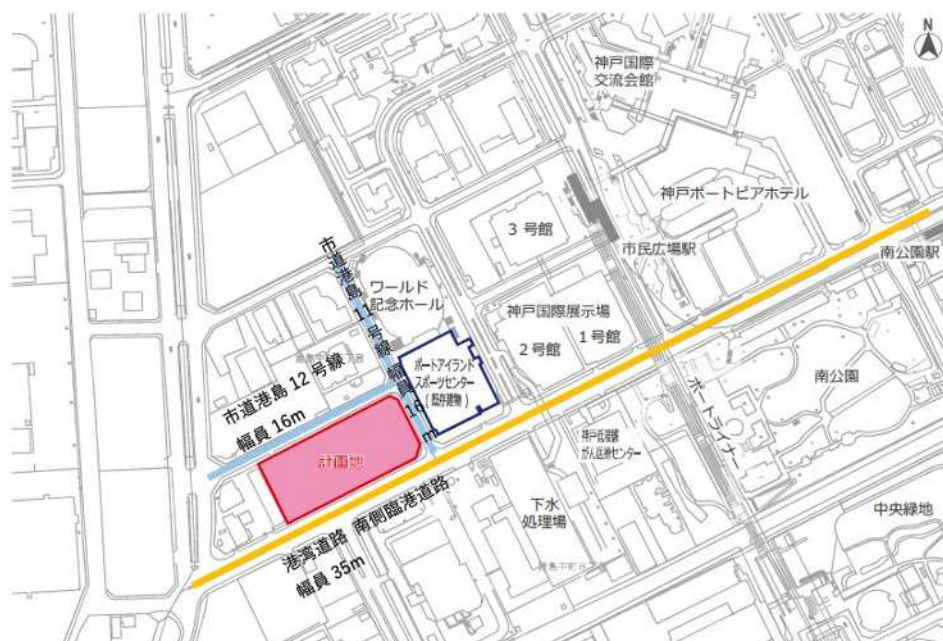 N
神戸国際
交流会館
神戸ポートピアホテル
3号館
市民広場駅
南公園駅
市道港島 11 号線 幅員 16m
ワールド
記念ホール
神戸国際展示場
2号館
1号館
ポートアイランド
スポーツセンター
(既存建物)
市道港島 12 号線
幅員 16m
南公園
ポートライナー
計画地
神戸低侵襲
がん医療センター
下水
処理場
中央緑地
港湾道路 南側臨港道路
幅員 35m